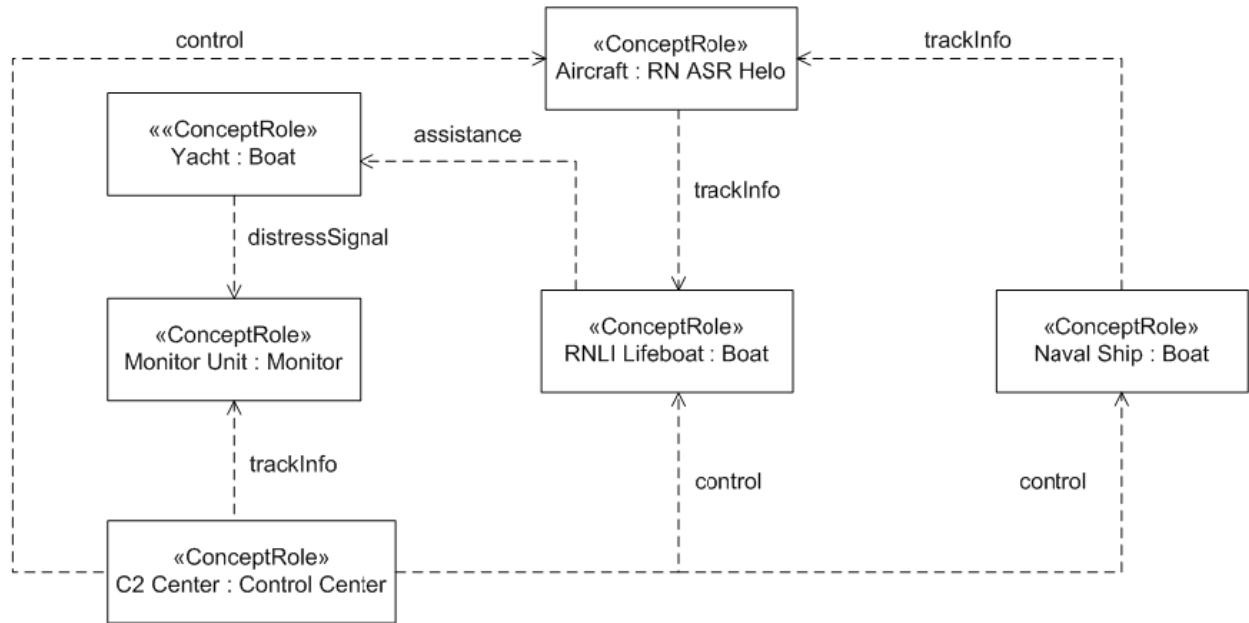 control
«ConceptRole»
Aircraft : RN ASR Helo
trackInfo
««ConceptRole»
Yacht : Boat
assistance
trackInfo
distressSignal
«ConceptRole»
Monitor Unit : Monitor
«ConceptRole»
RNLI Lifeboat : Boat
«ConceptRole»
Naval Ship : Boat
trackInfo
control
control
«ConceptRole»
C2 Center : Control Center